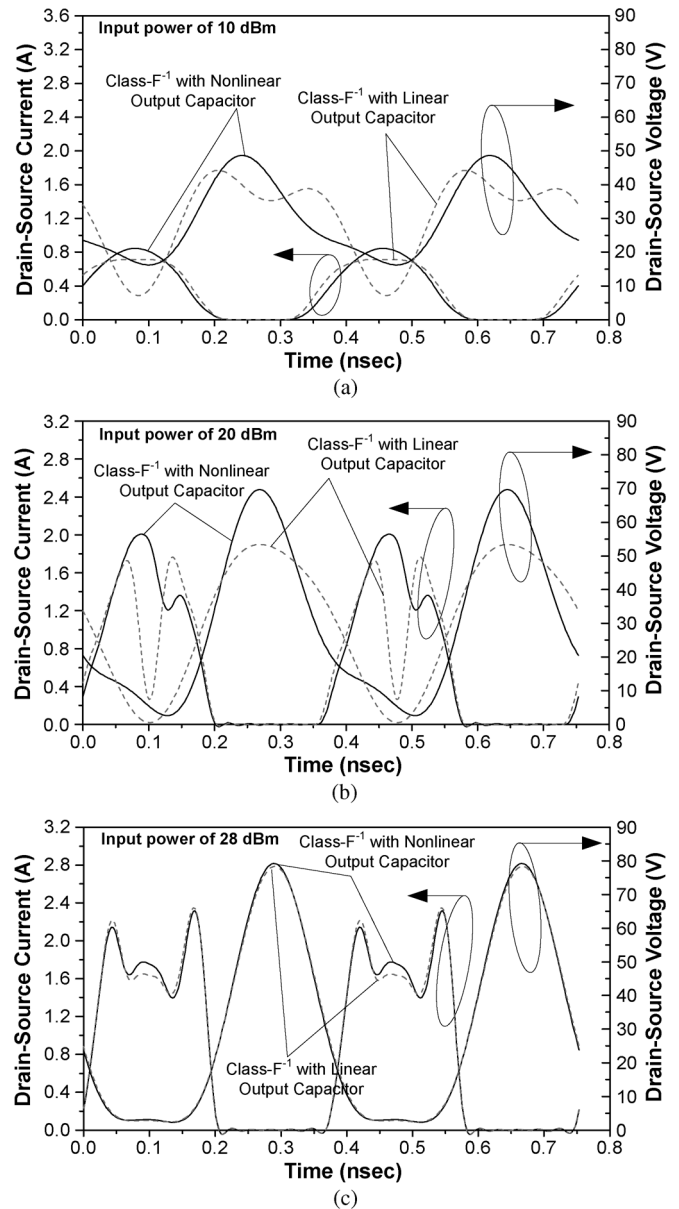 Input power of 10 dBm
Class-F-1 with Nonlinear
Output Capacitor
Class-F-1 with Linear
Output Capacitor
Drain-Source Current (A)
3.6
3.0
2.4
1.8
1.2
0.6
0.0
Drain-Source Voltage (V)
90
80
70
60
50
40
30
20
10
0
0.0 0.1 0.2 0.3 0.4 0.5 0.6 0.7 0.8
Time (nsec)
(a)
Input power of 20 dBm
Class-F-1 with Linear
Output Capacitor
Class-F-1 with Nonlinear
Output Capacitor
Drain-Source Current (A)
3.2
2.8
2.4
2.0
1.6
1.2
0.8
0.4
0.0
Drain-Source Voltage (V)
90
80
70
60
50
40
30
20
10
0
0.0 0.1 0.2 0.3 0.4 0.5 0.6 0.7 0.8
Time (nsec)
(b)
Input power of 28 dBm
Class-F-1 with Nonlinear
Output Capacitor
Class-F-1 with Linear
Output Capacitor
Drain-Source Current (A)
3.2
2.8
2.4
2.0
1.6
1.2
0.8
0.4
0.0
Drain-Source Voltage (V)
90
80
70
60
50
40
30
20
10
0
0.0 0.1 0.2 0.3 0.4 0.5 0.6 0.7 0.8
Time (nsec)
(c)